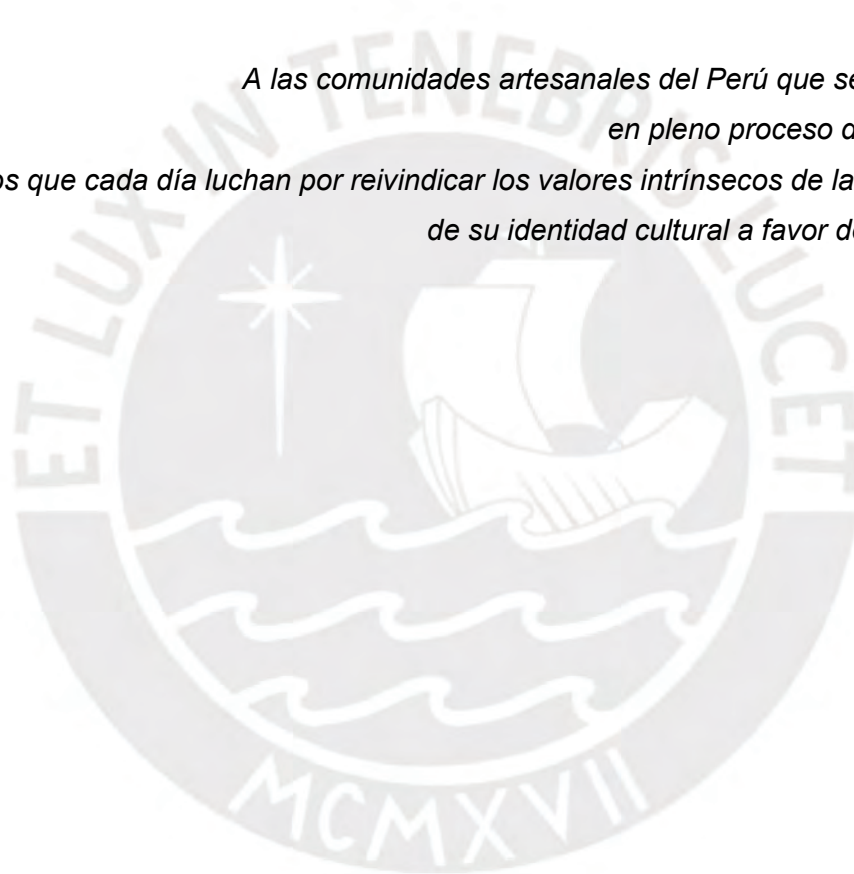 A las comunidades artesanales del Perú que se
en pleno proceso d
os que cada día luchan por reivindicar los valores intrínsecos de la
de su identidad cultural a favor d
ET LUX IN TENEBRIS LUCET
MCMXVII